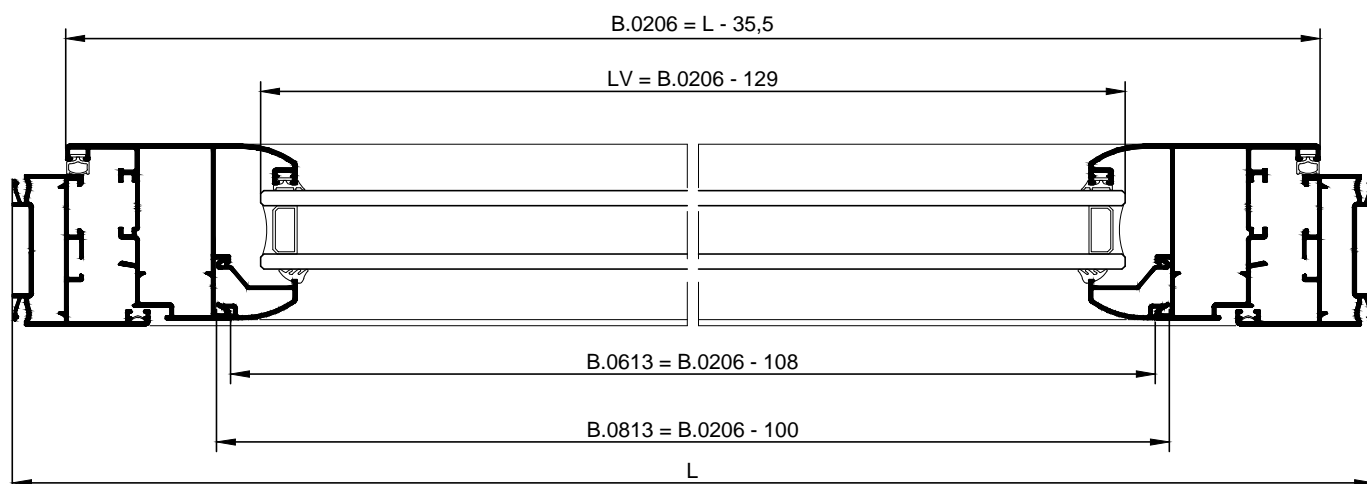 B.0206 = L - 35,5
LV = B.0206 - 129
B.0613 = B.0206 - 108
B.0813 = B.0206 - 100
L